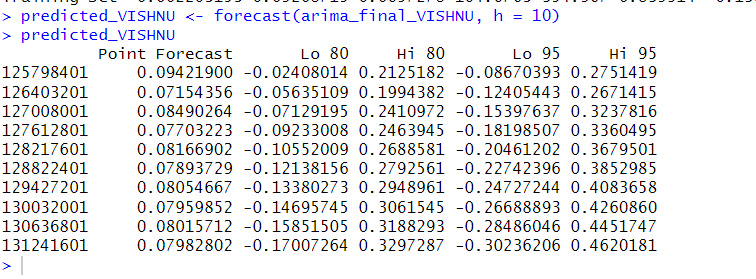 > predicted_VISHNU <- forecast(arima_final_VISHNU, h = 10)
> predicted_VISHNU
Point Forecast Lo 80 Hi 80 Lo 95 Hi 95
125798401 0.09421900 -0.02408014 0.2125182 -0.08670393 0.2751419
126403201 0.07154356 -0.05635109 0.1994382 -0.12405443 0.2671415
127008001 0.08490264 -0.07129195 0.2410972 -0.15397637 0.3237816
127612801 0.07703223 -0.09233008 0.2463945 -0.18198507 0.3360495
128217601 0.08166902 -0.10552009 0.2688581 -0.20461202 0.3679501
128822401 0.07893729 -0.12138156 0.2792561 -0.22742396 0.3852985
129427201 0.08054667 -0.13380273 0.2948961 -0.24727244 0.4083658
130032001 0.07959852 -0.14695745 0.3061545 -0.26688893 0.4260860
130636801 0.08015712 -0.15851505 0.3188293 -0.28486046 0.4451747
131241601 0.07982802 -0.17007264 0.3297287 -0.30236206 0.4620181
>